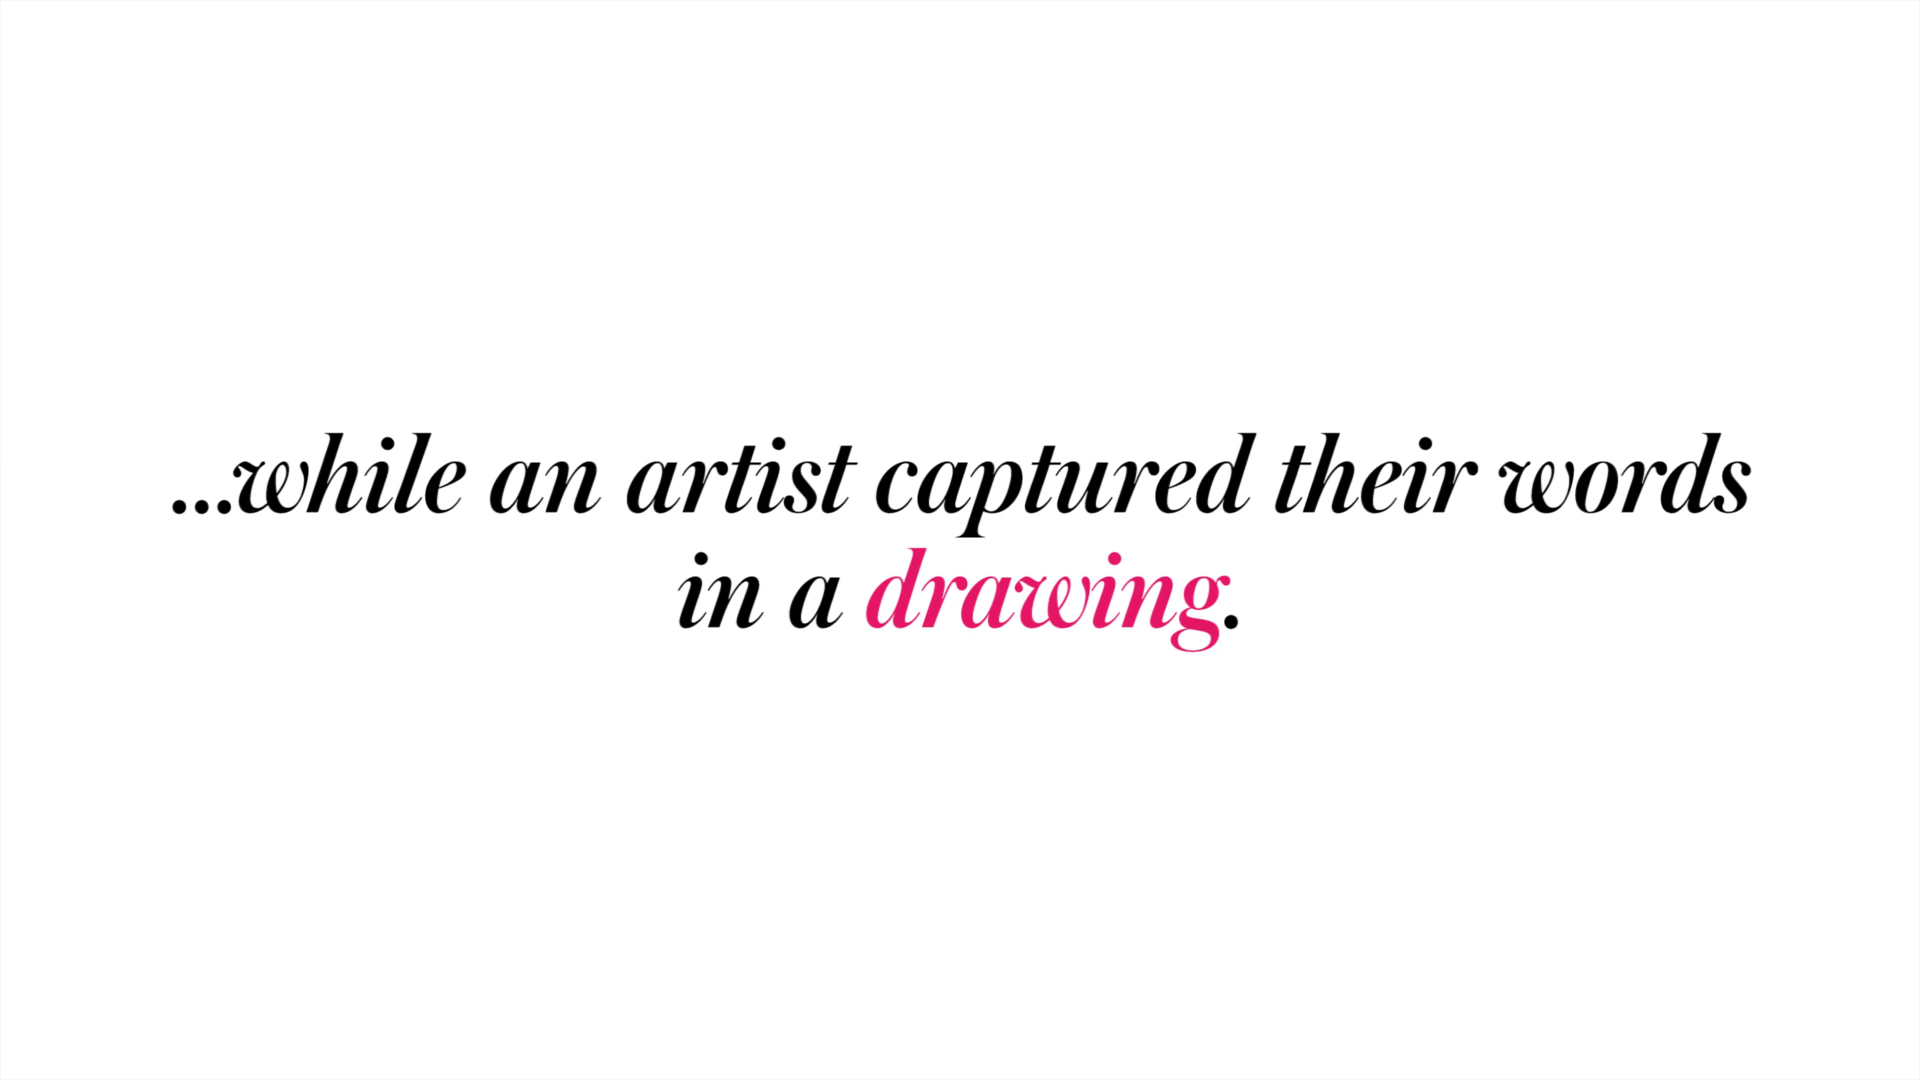 ...while an artist captured their words
in a drawing.